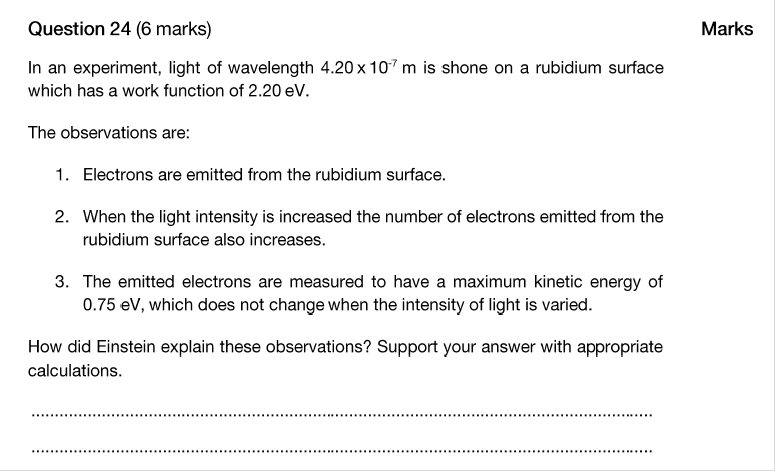 Question 24 (6 marks) Marks
In an experiment, light of wavelength 4.20 x 10⁻⁷ m is shone on a rubidium surface
which has a work function of 2.20 eV.
The observations are:
1. Electrons are emitted from the rubidium surface.
2. When the light intensity is increased the number of electrons emitted from the
rubidium surface also increases.
3. The emitted electrons are measured to have a maximum kinetic energy of
0.75 eV, which does not change when the intensity of light is varied.
How did Einstein explain these observations? Support your answer with appropriate
calculations.